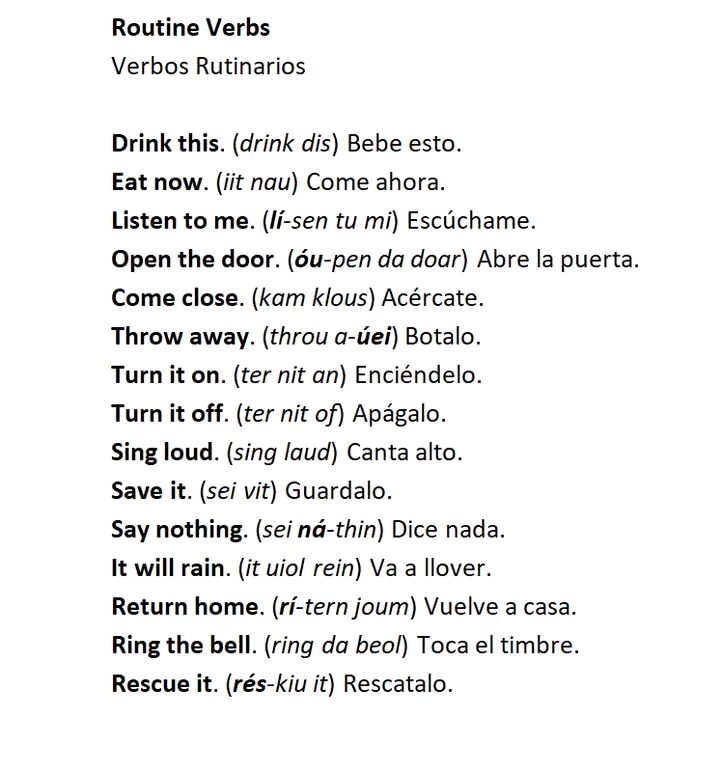 Routine Verbs
Verbos Rutinarios
Drink this. (drink dis) Bebe esto.
Eat now. (iit nau) Come ahora.
Listen to me. (lí-sen tu mi) Escúchame.
Open the door. (óu-pen da doar) Abre la puerta.
Come close. (kam klous) Acércate.
Throw away. (throu a-úei) Botalo.
Turn it on. (ter nit an) Enciéndelo.
Turn it off. (ter nit of) Apágalo.
Sing loud. (sing laud) Canta alto.
Save it. (sei vit) Guardalo.
Say nothing. (sei ná-thin) Dice nada.
It will rain. (it uiol rein) Va a llover.
Return home. (rí-tern joum) Vuelve a casa.
Ring the bell. (ring da beol) Toca el timbre.
Rescue it. (rés-kiu it) Rescatalo.